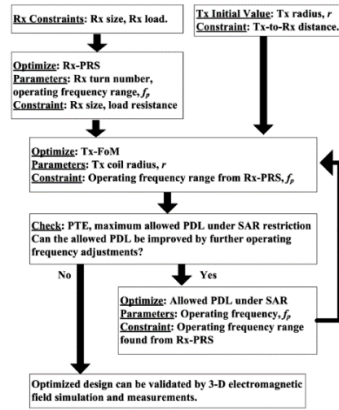 Rx Constraints: Rx size, Rx load.
Tx Initial Value: Tx radius, r
Constraint: Tx-to-Rx distance.
Optimize: Rx-PRS
Parameters: Rx turn number,
operating frequency range, fp
Constraint: Rx size, load resistance
Optimize: Tx-FoM
Parameters: Tx coil radius, r
Constraint: Operating frequency range from Rx-PRS, fp
Check: PTE, maximum allowed PDL under SAR restriction
Can the allowed PDL be improved by further operating
frequency adjustments?
No
Yes
Optimize: Allowed PDL under SAR
Parameters: Operating frequency, fp
Constraint: Operating frequency range
found from Rx-PRS
Optimized design can be validated by 3-D electromagnetic
field simulation and measurements.